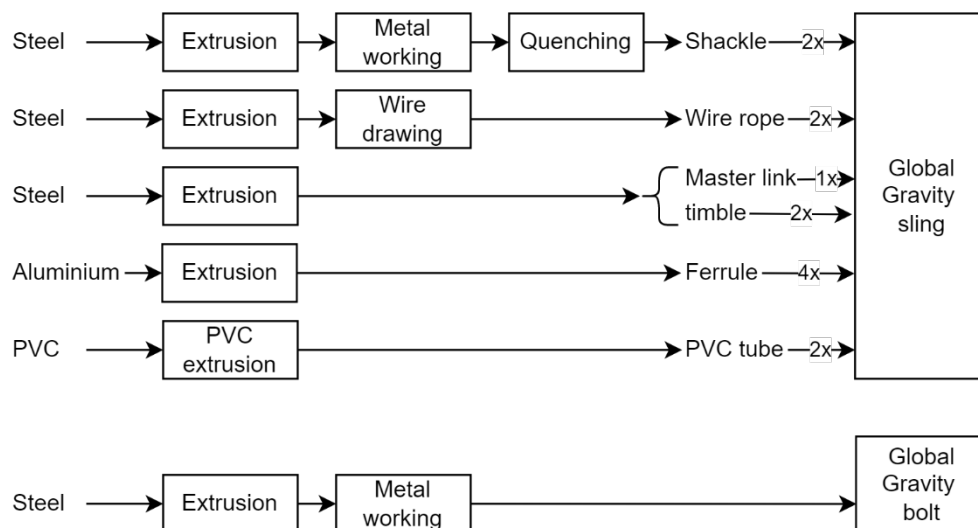 Steel Extrusion Metal working Quenching Shackle 2x
Steel Extrusion Wire drawing Wire rope 2x
Steel Extrusion Master link 1x
timble 2x
Aluminium Extrusion Ferrule 4x
PVC PVC extrusion PVC tube 2x
Global
Gravity
sling
Steel Extrusion Metal working
Global
Gravity
bolt